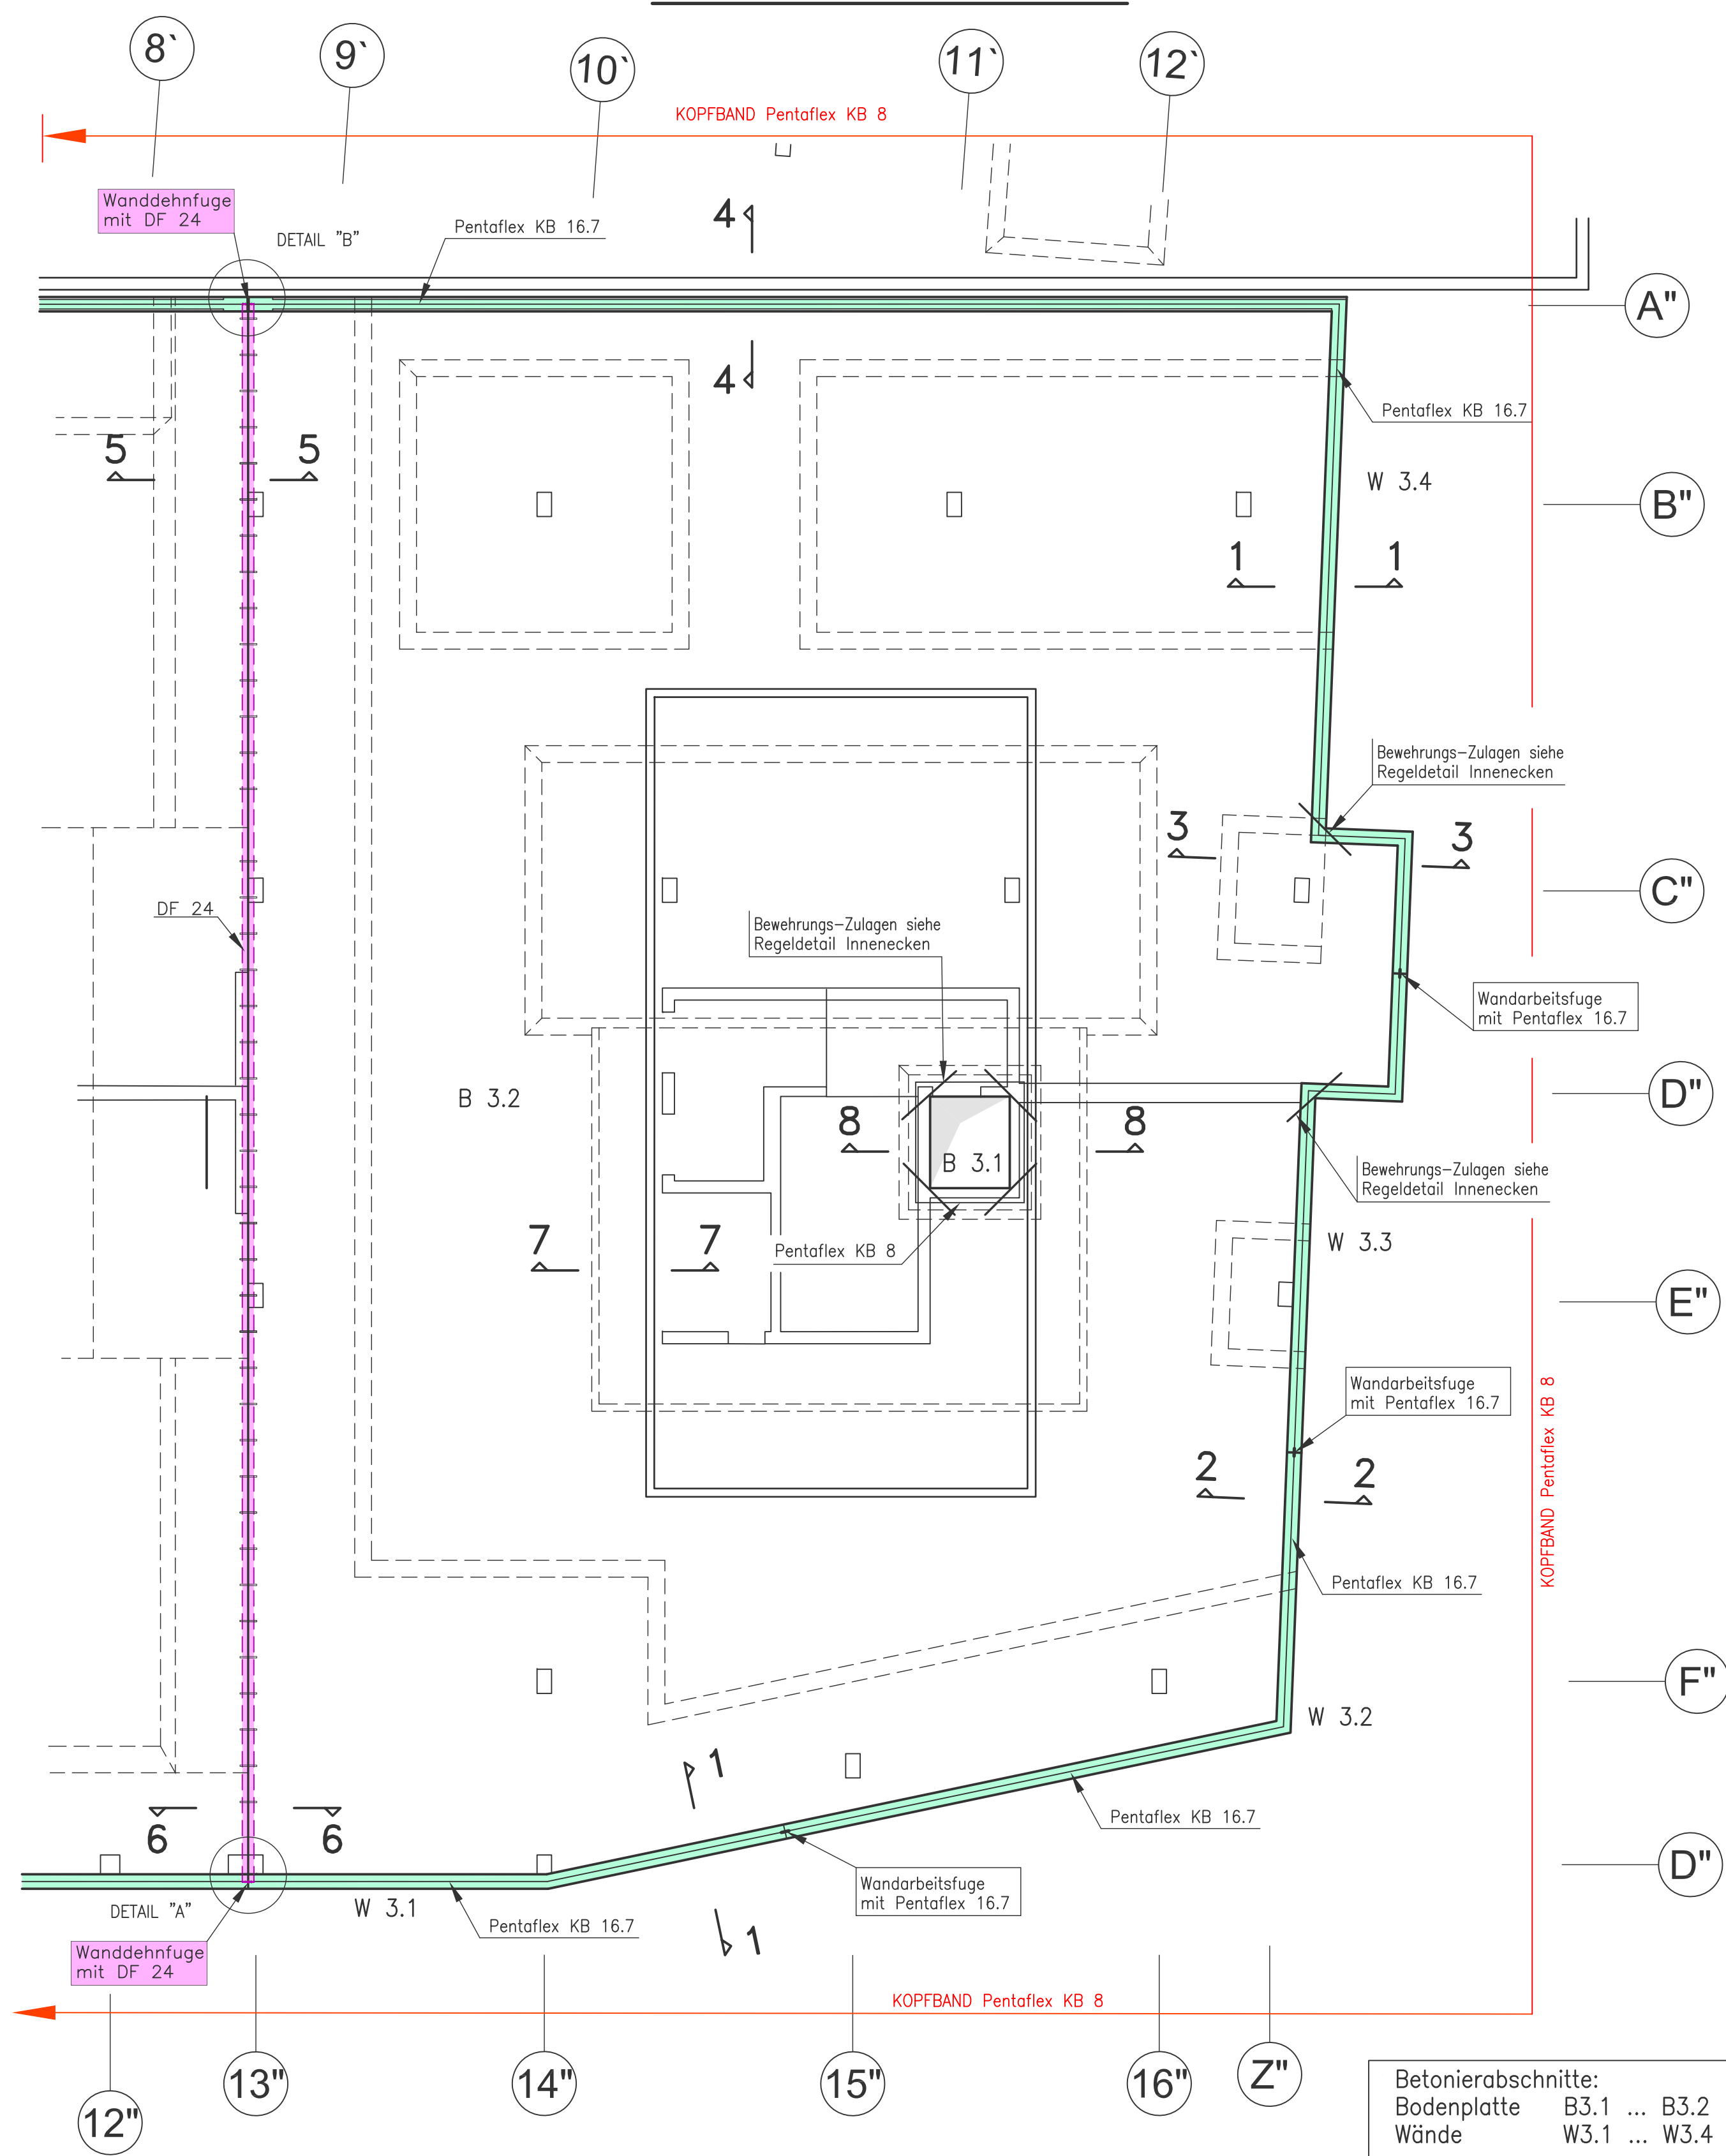 8`
9`
10`
11`
12`
KOPFBAND Pentaflex KB 8
Wanddehnfuge
mit DF 24
DETAIL "B"
Pentaflex KB 16.7
4
A"
4
Pentaflex KB 16.7
5
5
W 3.4
B"
1
1
Bewehrungs-Zulagen siehe
Regeldetail Innenecken
3
3
C"
DF 24
Bewehrungs-Zulagen siehe
Regeldetail Innenecken
Wandarbeitsfuge
mit Pentaflex 16.7
B 3.2
D"
8
8
B 3.1
Bewehrungs-Zulagen siehe
Regeldetail Innenecken
7
7
Pentaflex KB 8
W 3.3
E"
Wandarbeitsfuge
mit Pentaflex 16.7
KOPFBAND Pentaflex KB 8
2
2
Pentaflex KB 16.7
F"
W 3.2
1
6
6
Pentaflex KB 16.7
D"
Wandarbeitsfuge
mit Pentaflex 16.7
DETAIL "A"
W 3.1
Pentaflex KB 16.7
1
Wanddehnfuge
mit DF 24
KOPFBAND Pentaflex KB 8
12"
13"
14"
15"
16"
Z"
Betonierabschnitte:
Bodenplatte B3.1 ... B3.2
Wände W3.1 ... W3.4